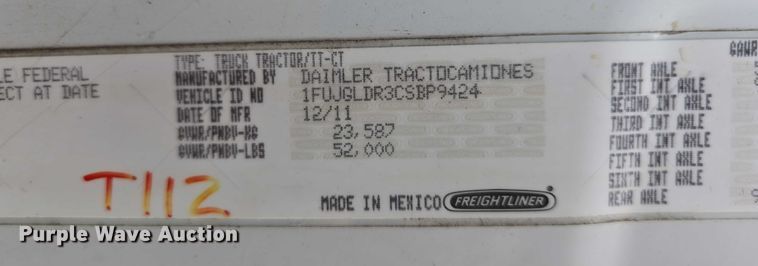 LE FEDERAL
ECT AT DATE
TYPE: TRUCK TRACTOR/TT-CT
MANUFACTURED BY DAIMLER TRACTOCAMIONES
VEHICLE ID NO 1FUJGLDR3CSBP9424
DATE OF MFR 12/11
GVWR/PNBV-KG 23,587
GVWR/PNBV-LBS 52,000
MADE IN MEXICO FREIGHTLINER
GAWR
FRONT AXLE
FIRST INT AXLE
SECOND INT AXLE
THIRD INT AXLE
FOURTH INT AXLE
FIFTH INT AXLE
SIXTH INT AXLE
REAR AXLE
T112
Purple Wave Auction